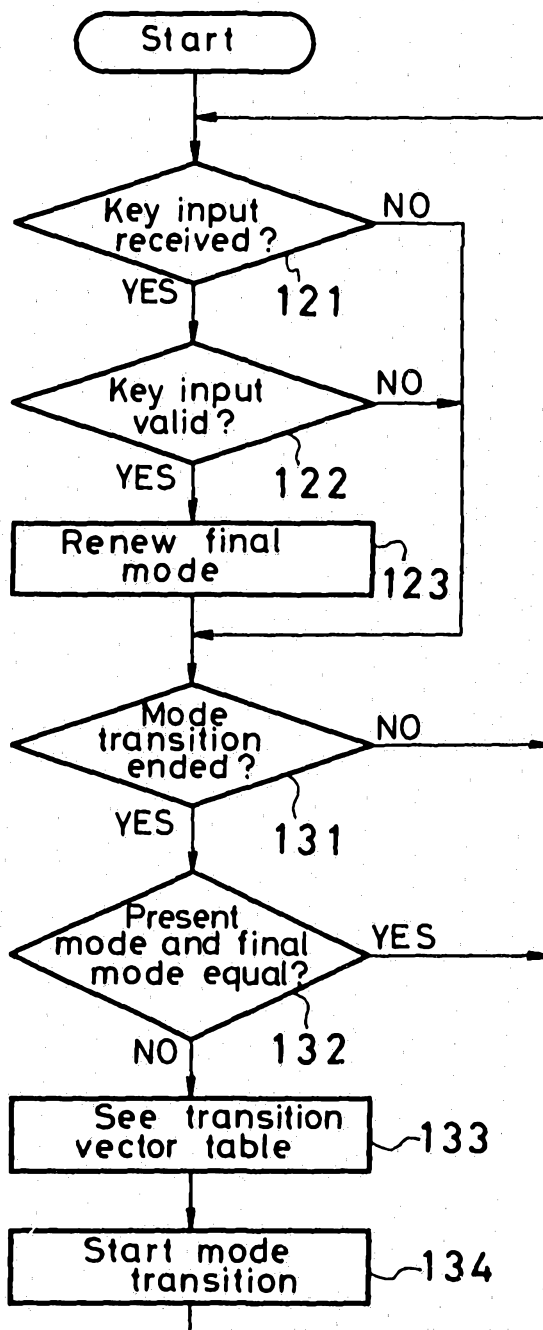 Start
Key input
received?
NO
YES
121
Key input
valid?
NO
YES
122
Renew final
mode
123
Mode
transition
ended?
NO
YES
131
Present
mode and final
mode equal?
YES
NO
132
See transition
vector table
133
Start mode
transition
134